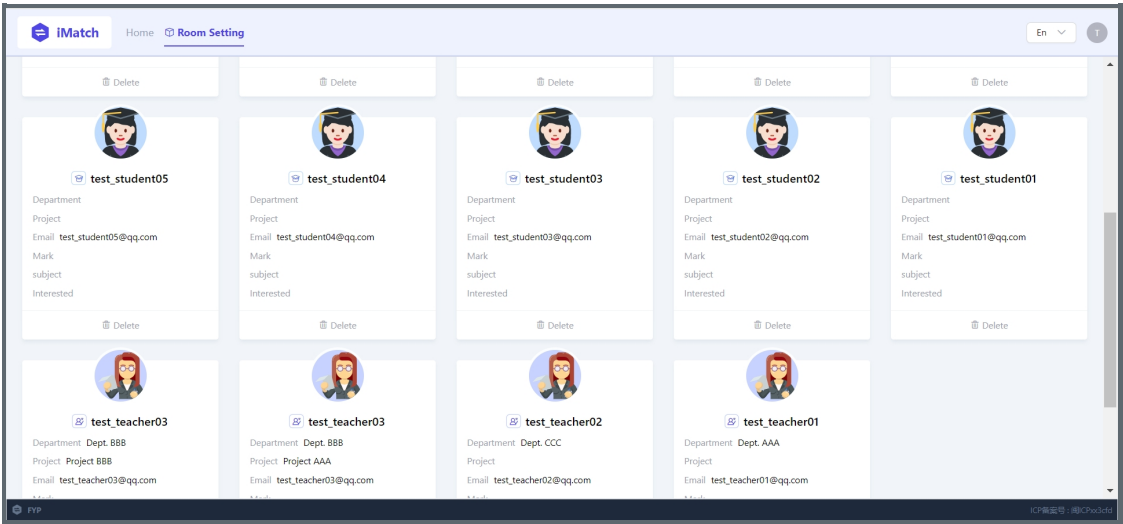 iMatch Home Room Setting En T
Delete Delete Delete Delete Delete
test_student05 test_student04 test_student03 test_student02 test_student01
Department Department Department Department Department
Project Project Project Project Project
Email test_student05@qq.com Email test_student04@qq.com Email test_student03@qq.com Email test_student02@qq.com Email test_student01@qq.com
Mark Mark Mark Mark Mark
subject subject subject subject subject
Interested Interested Interested Interested Interested
Delete Delete Delete Delete Delete
test_teacher03 test_teacher03 test_teacher02 test_teacher01
Department Dept. BBB Department Dept. BBB Department Dept. CCC Department Dept. AAA
Project Project BBB Project Project AAA Project Project
Email test_teacher03@qq.com Email test_teacher03@qq.com Email test_teacher02@qq.com Email test_teacher01@qq.com
Mark Mark Mark Mark
FYP